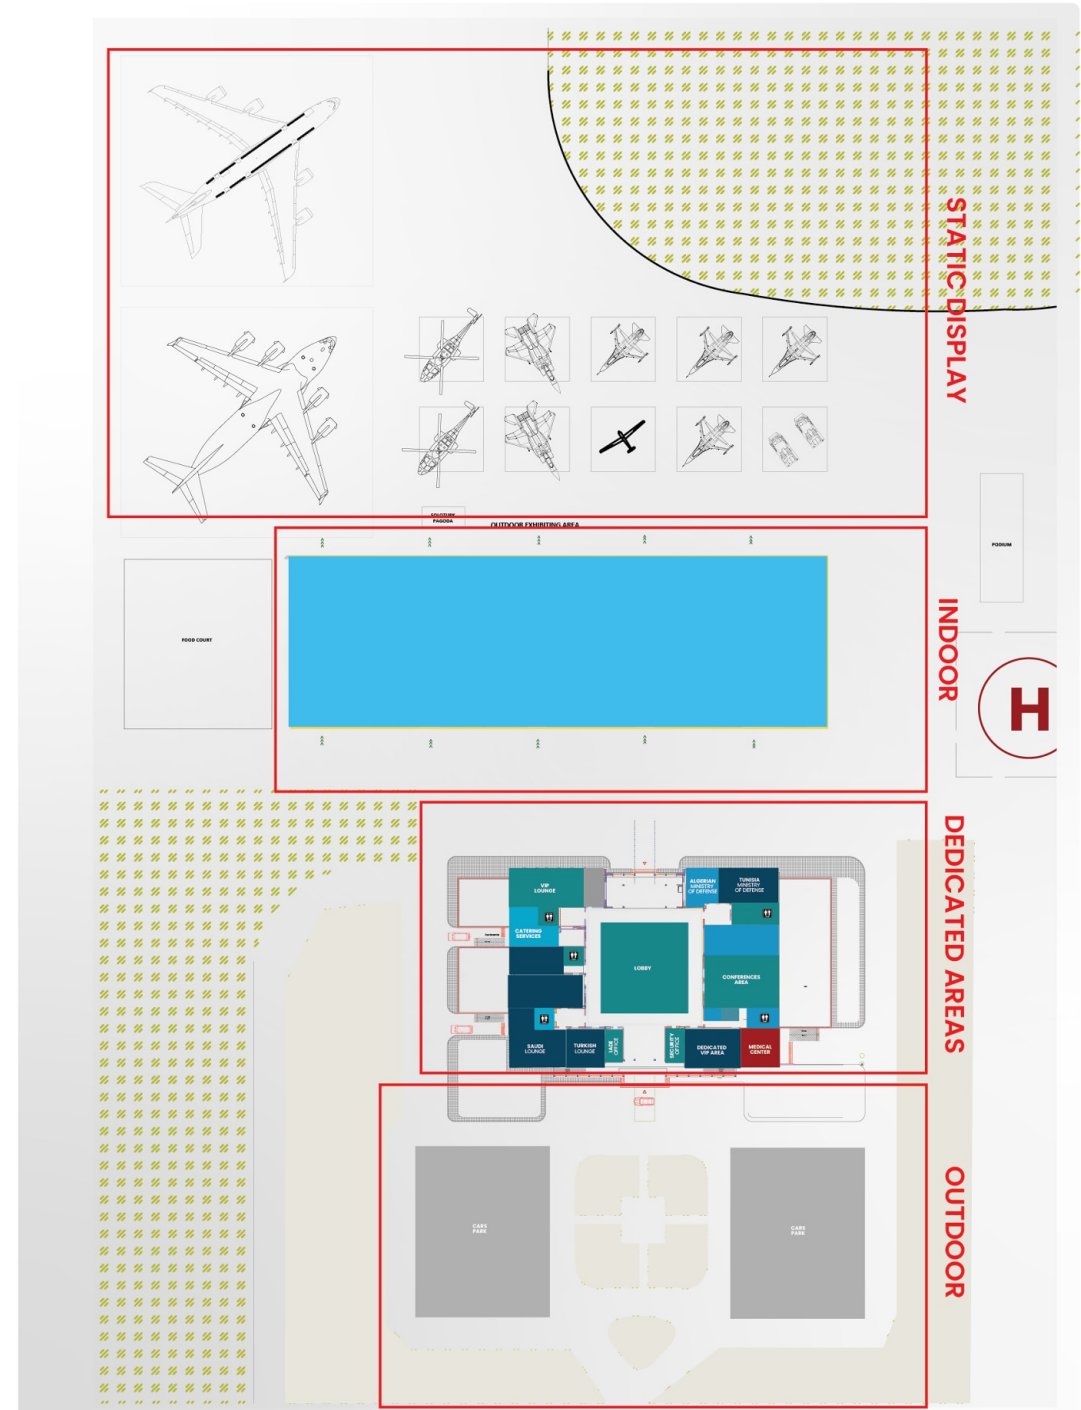 STATIC DISPLAY
PAGODA
OUTDOOR EXHIBITING AREA
PODIUM
FOOD COURT
INDOOR
H
DEDICATED AREAS
VIP
LOUNGE
ALGERIAN
MINISTRY
OF DEFENSE
TUNISIA
MINISTRY
OF DEFENSE
CATERING
SERVICES
LOBBY
CONFERENCES
AREA
SAUDI
LOUNGE
TURKISH
LOUNGE
IADE
OFFICE
SECURITY
OFFICE
DEDICATED
VIP AREA
MEDICAL
CENTER
OUTDOOR
CARS
PARK
CARS
PARK